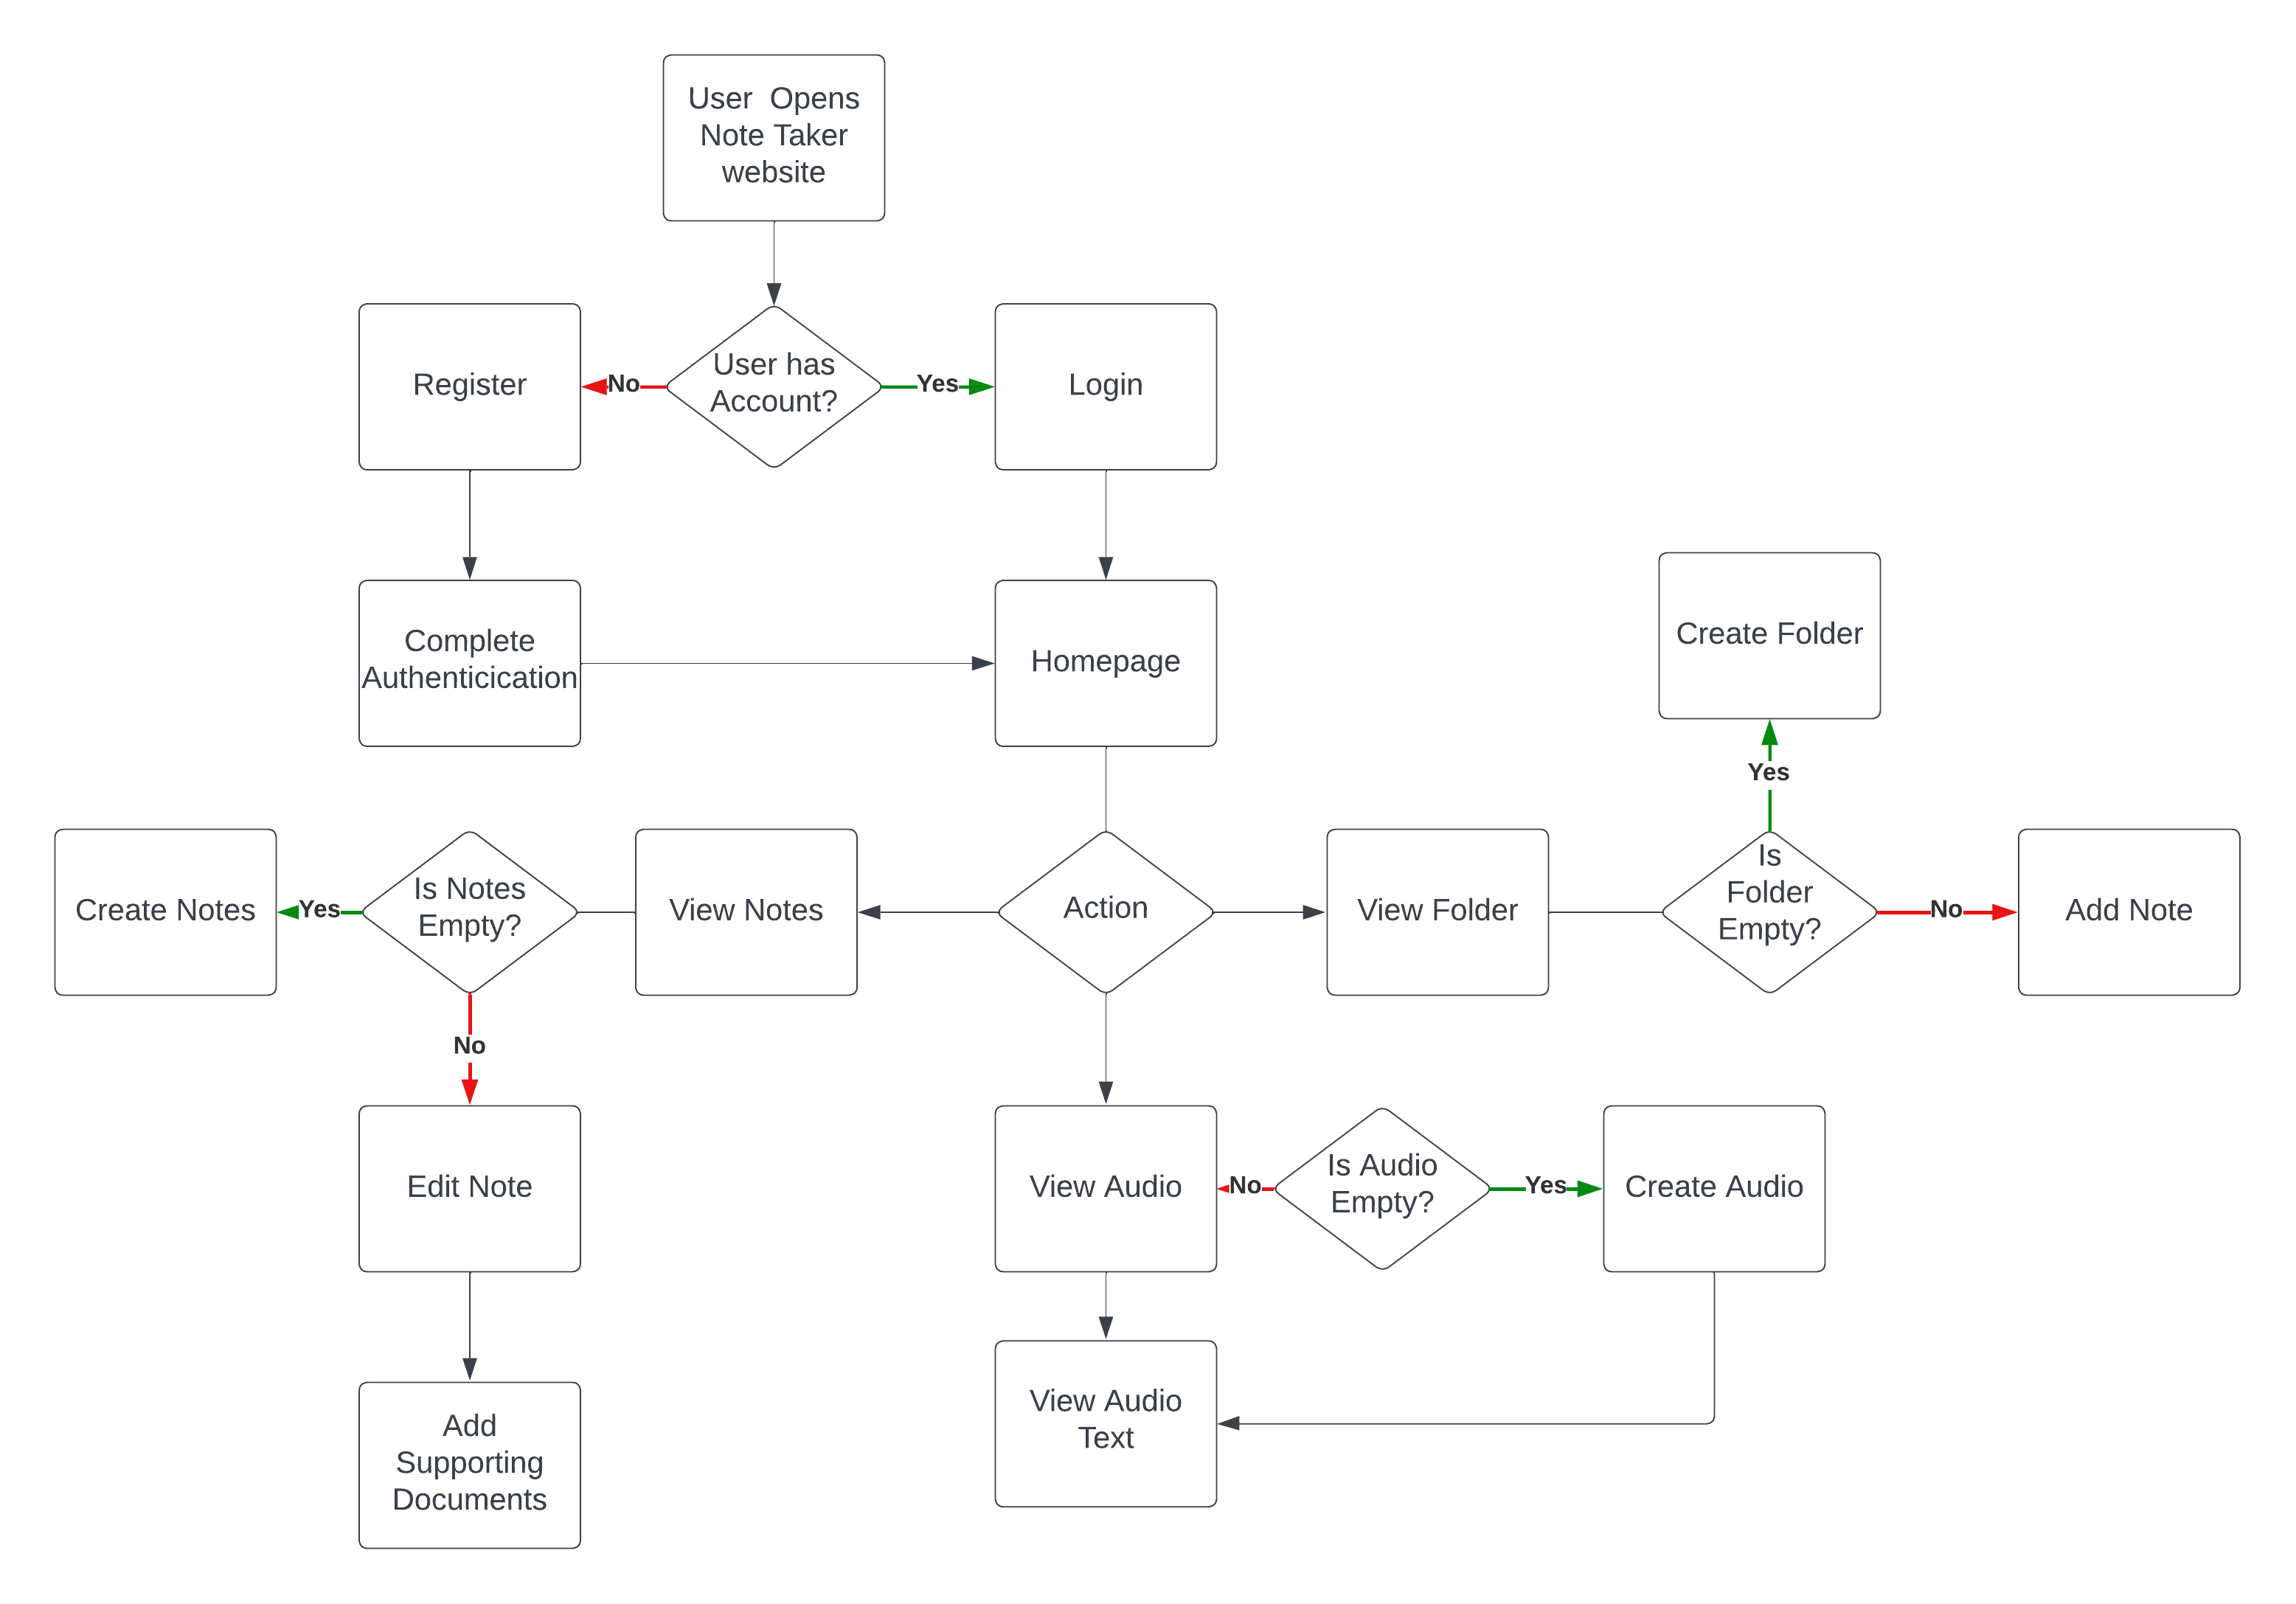 User  Opens
Note Taker
website
Register
No
User has
Account?
Yes
Login
Complete
Authenticication
Homepage
Create Folder
Yes
Create Notes
Yes
Is Notes
Empty?
View Notes
Action
View Folder
Is
Folder
Empty?
No
Add Note
No
Edit Note
View Audio
No
Is Audio
Empty?
Yes
Create Audio
View Audio
Text
Add
Supporting
Documents